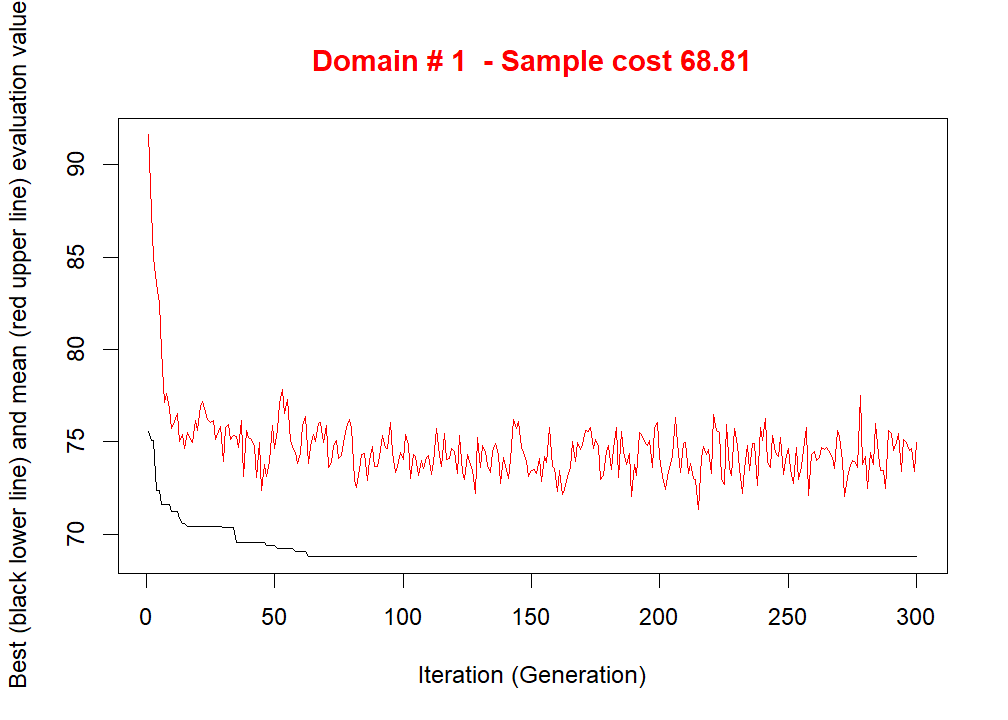 Domain # 1  - Sample cost 68.81
Best (black lower line) and mean (red upper line) evaluation value
90
85
80
75
70
0 50 100 150 200 250 300
Iteration (Generation)